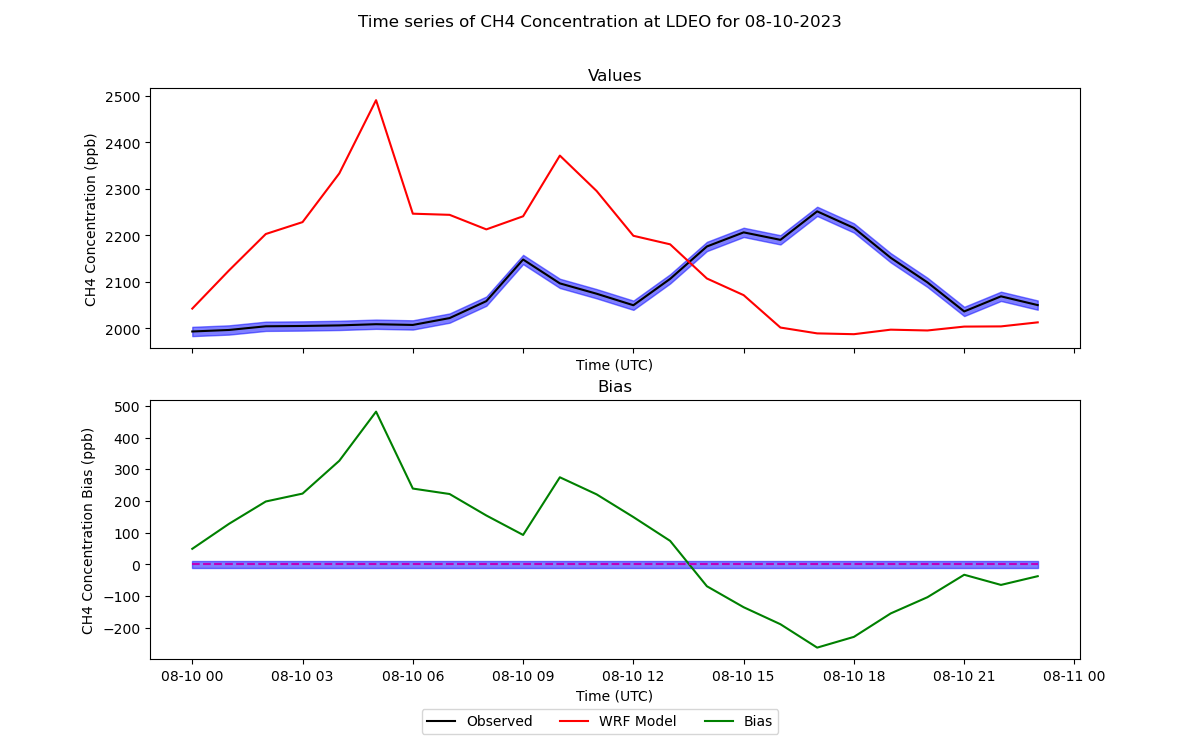 Time series of CH4 Concentration at LDEO for 08-10-2023
Values
CH4 Concentration (ppb)
2500
2400
2300
2200
2100
2000
Time (UTC)
Bias
CH4 Concentration Bias (ppb)
500
400
300
200
100
0
−100
−200
08-10 00 08-10 03 08-10 06 08-10 09 08-10 12 08-10 15 08-10 18 08-10 21 08-11 00
Time (UTC)
Observed WRF Model Bias